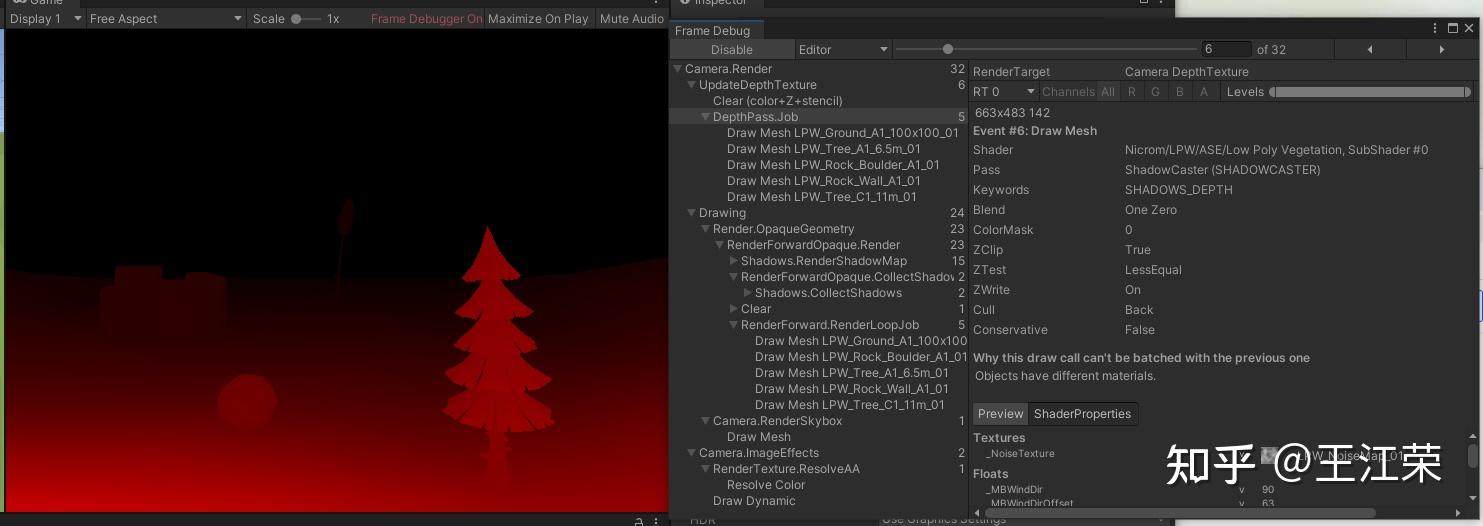 Game
Inspector
Display 1
Free Aspect
Scale
1x
Frame Debugger On
Maximize On Play
Mute Audio
Frame Debug
Disable
Editor
6
of 32
Camera.Render 32
UpdateDepthTexture 6
Clear (color+Z+stencil)
DepthPass.Job 5
Draw Mesh LPW_Ground_A1_100x100_01
Draw Mesh LPW_Tree_A1_6.5m_01
Draw Mesh LPW_Rock_Boulder_A1_01
Draw Mesh LPW_Rock_Wall_A1_01
Draw Mesh LPW_Tree_C1_11m_01
Drawing 24
Render.OpaqueGeometry 23
RenderForwardOpaque.Render 23
Shadows.RenderShadowMap 15
RenderForwardOpaque.CollectShadov 2
Shadows.CollectShadows 2
Clear 1
RenderForward.RenderLoopJob 5
Draw Mesh LPW_Ground_A1_100x100
Draw Mesh LPW_Rock_Boulder_A1_01
Draw Mesh LPW_Tree_A1_6.5m_01
Draw Mesh LPW_Rock_Wall_A1_01
Draw Mesh LPW_Tree_C1_11m_01
Camera.RenderSkybox 1
Draw Mesh
Camera.ImageEffects 2
RenderTexture.ResolveAA 1
Resolve Color
Draw Dynamic
RenderTarget Camera DepthTexture
RT 0 Channels All R G B A Levels
663x483 142
Event #6: Draw Mesh
Shader Nicrom/LPW/ASE/Low Poly Vegetation, SubShader #0
Pass ShadowCaster (SHADOWCASTER)
Keywords SHADOWS_DEPTH
Blend One Zero
ColorMask 0
ZClip True
ZTest LessEqual
ZWrite On
Cull Back
Conservative False
Why this draw call can't be batched with the previous one
Objects have different materials.
Preview ShaderProperties
Textures
_NoiseTexture v LPW_NoiseMap_01
Floats
_MBWindDir v 90
_MBWindDirOffset v 63
HDR Use Graphics Settings
知乎 @王江荣